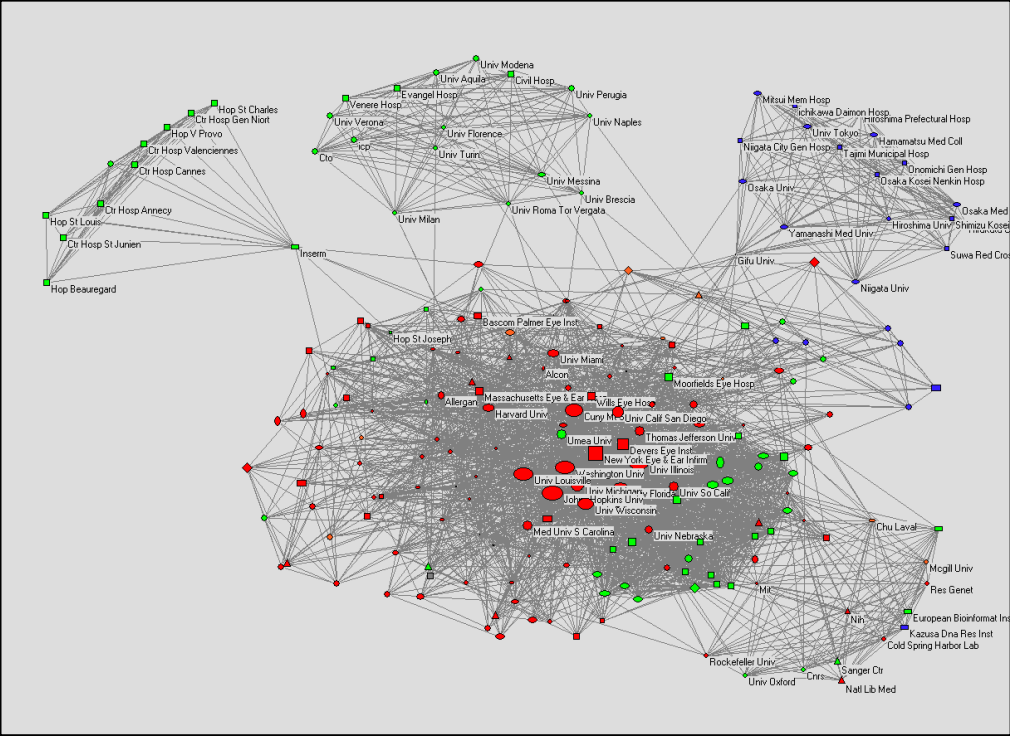 Univ Modena
Univ Aquila
Civil Hosp
Evangel Hosp
Univ Perugia
Venere Hosp
Univ Verona
Univ Naples
Univ Florence
Icp
Univ Turin
Cto
Univ Messina
Univ Brescia
Univ Roma Tor Vergata
Univ Milan
Hop St Charles
Ctr Hosp Gen Niort
Hop V Provo
Ctr Hosp Valenciennes
Ctr Hosp Cannes
Ctr Hosp Annecy
Hop St Louis
Ctr Hosp St Junien
Inserm
Hop Beauregard
Mitsui Mem Hosp
ichikawa Daimon Hosp
Hiroshima Prefectural Hosp
Univ Tokyo
Hamamatsu Med Coll
Niigata City Gen Hosp
Tajimi Municipal Hosp
Onomichi Gen Hosp
Osaka Kosei Nenkin Hosp
Osaka Univ
Osaka Med
Hiroshima Univ
Shimizu Kosei
Yamanashi Med Univ
Suwa Red Cros
Gifu Univ
Niigata Univ
Bascom Palmer Eye Inst
Hop St Joseph
Univ Miami
Alcon
Moorfields Eye Hosp
Massachusetts Eye & Ear
Allergan
Wills Eye Hosp
Harvard Univ
Cuny M
Univ Calif San Diego
Umea Univ
Thomas Jefferson Univ
Devers Eye Inst
New York Eye & Ear Infirm
Washington Univ
Univ Illinois
Univ Louisville
Univ Michigan
Florida
Univ So Calif
Johns Hopkins Univ
Univ Wisconsin
Med Univ S Carolina
Univ Nebraska
Chu Laval
Mcgill Univ
Mit
Res Genet
Nih
European Bioinformat Ins
Kazusa Dna Res Inst
Cold Spring Harbor Lab
Rockefeller Univ
Sanger Ctr
Cnrs
Univ Oxford
Natl Lib Med